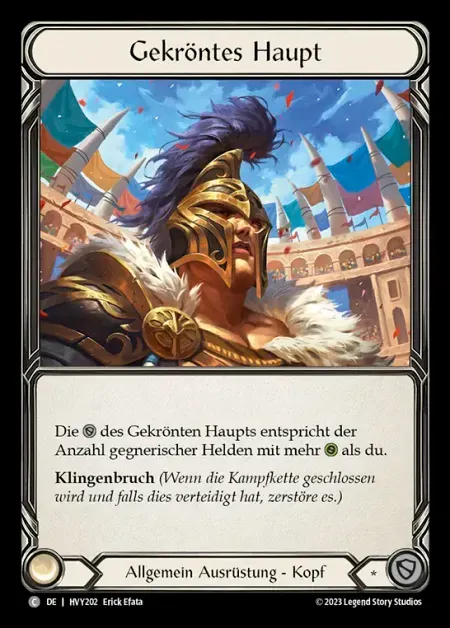 Gekröntes Haupt
Die des Gekrönten Haupts entspricht der
Anzahl gegnerischer Helden mit mehr als du.
Klingenbruch (Wenn die Kampfkette geschlossen
wird und falls dies verteidigt hat, zerstöre es.)
Allgemein Ausrüstung - Kopf
*
C DE | HVY202 Erick Efata
© 2023 Legend Story Studios